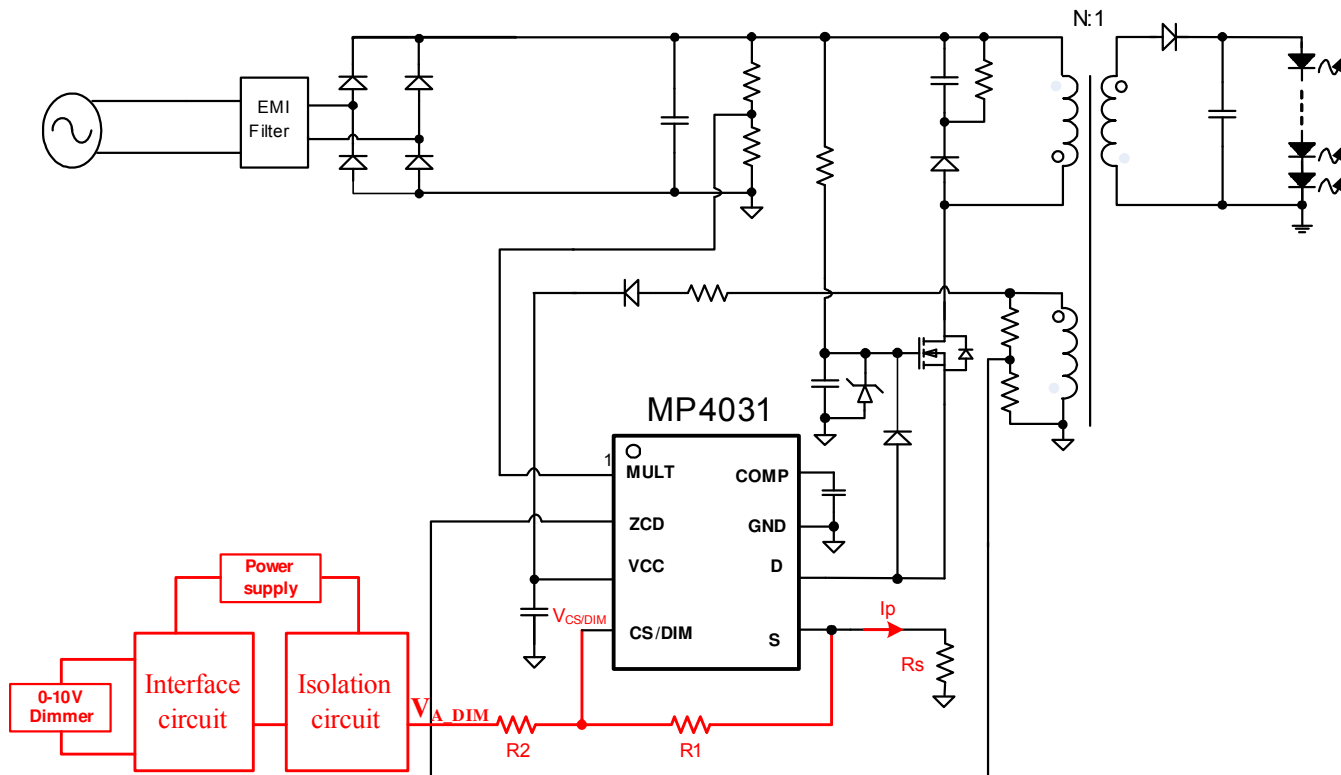 N:1
EMI
Filter
MP4031
1
MULT
COMP
ZCD
GND
VCC
D
CS/DIM
S
Power
supply
VCS/DIM
Ip
Rs
0-10V
Dimmer
Interface
circuit
Isolation
circuit
VA_DIM
R2
R1